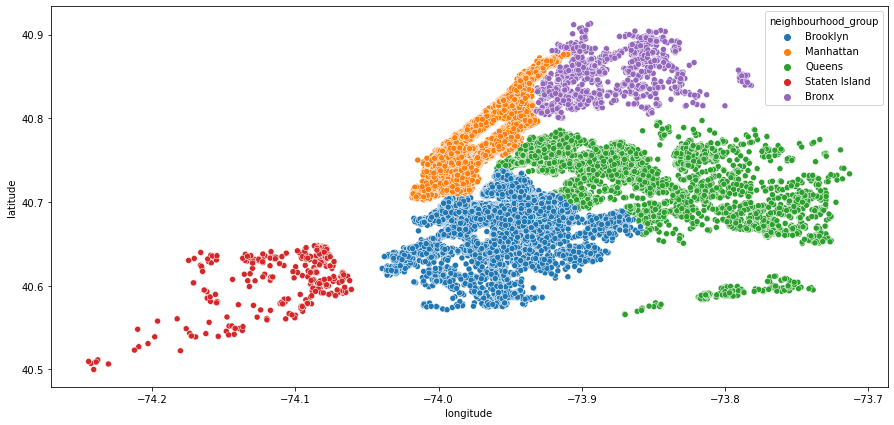 neighbourhood_group
Brooklyn
Manhattan
Queens
Staten Island
Bronx
latitude
40.9
40.8
40.7
40.6
40.5
−74.2
−74.1
−74.0
−73.9
−73.8
−73.7
longitude